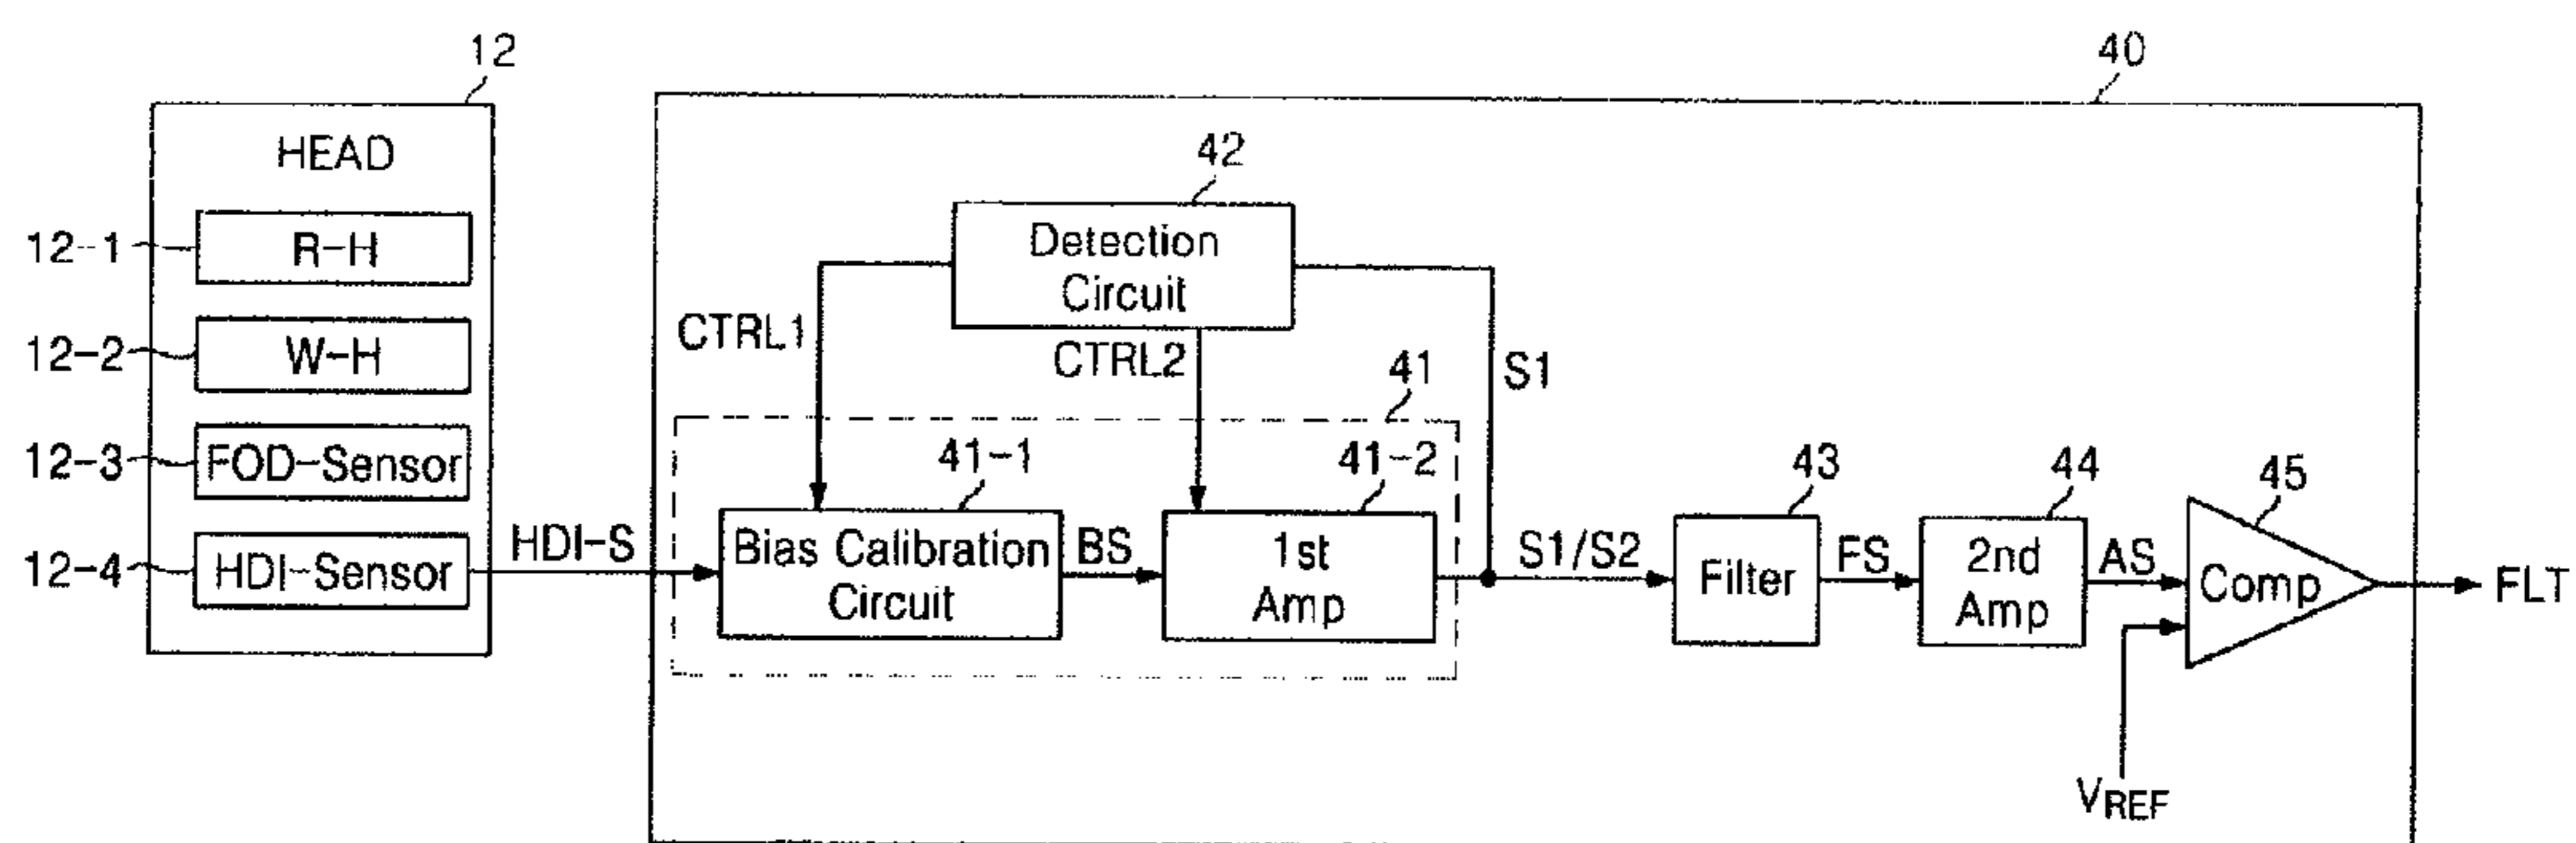 12
40
HEAD
42
12-1
R-H
Detection
Circuit
CTRL1
CTRL2
41
S1
12-2
W-H
12-3
FOD-Sensor
41-1
41-2
43
44
45
12-4
HDI-Sensor
HDI-S
Bias Calibration
Circuit
BS
1st
Amp
S1/S2
Filter
FS
2nd
Amp
AS
Comp
FLT
VREF